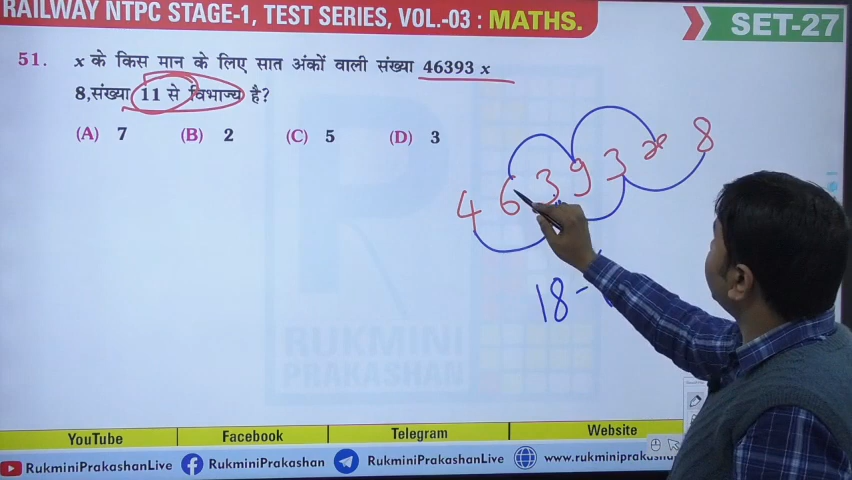 RAILWAY NTPC STAGE-1, TEST SERIES, VOL.-03 : MATHS.
SET-27
51. x के किस मान के लिए सात अंकों वाली संख्या 46393 x
8,संख्या 11 से विभाज्य है?
(A) 7 (B) 2 (C) 5 (D) 3
4 6 3 9 3 x 8
18 -
RUKMINI
PRAKASHAN
YouTube Facebook Telegram Website
RukminiPrakashanLive RukminiPrakashan RukminiPrakashanLive www.rukminiprakash